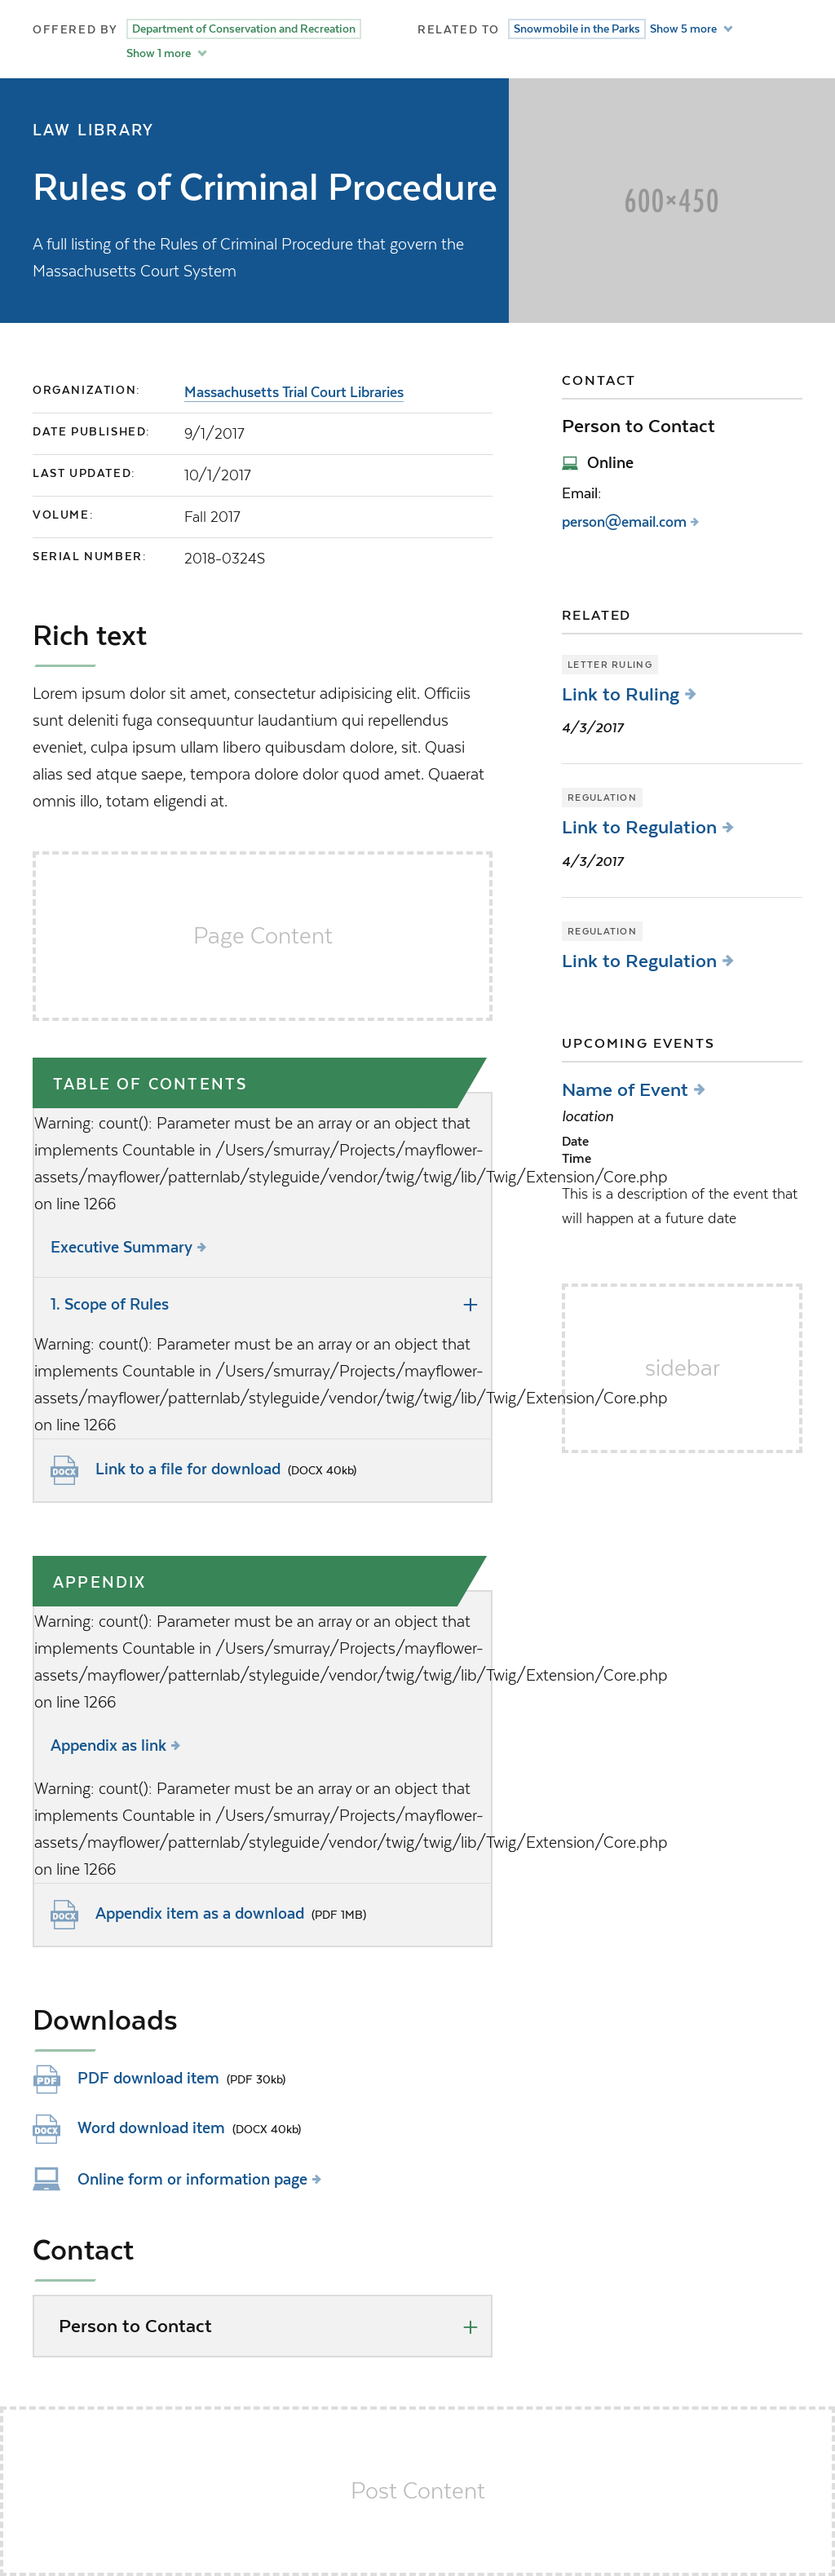 OFFERED BY Department of Conservation and Recreation
Show 1 more
RELATED TO Snowmobile in the Parks Show 5 more
LAW LIBRARY
Rules of Criminal Procedure
A full listing of the Rules of Criminal Procedure that govern the
Massachusetts Court System
600×450
ORGANIZATION: Massachusetts Trial Court Libraries
DATE PUBLISHED: 9/1/2017
LAST UPDATED: 10/1/2017
VOLUME: Fall 2017
SERIAL NUMBER: 2018-0324S
Rich text
Lorem ipsum dolor sit amet, consectetur adipisicing elit. Officiis
sunt deleniti fuga consequuntur laudantium qui repellendus
eveniet, culpa ipsum ullam libero quibusdam dolore, sit. Quasi
alias sed atque saepe, tempora dolore dolor quod amet. Quaerat
omnis illo, totam eligendi at.
Page Content
TABLE OF CONTENTS
Warning: count(): Parameter must be an array or an object that
implements Countable in /Users/smurray/Projects/mayflower-
assets/mayflower/patternlab/styleguide/vendor/twig/twig/lib/Twig/Extension/Core.php
on line 1266
Executive Summary
1. Scope of Rules
Warning: count(): Parameter must be an array or an object that
implements Countable in /Users/smurray/Projects/mayflower-
assets/mayflower/patternlab/styleguide/vendor/twig/twig/lib/Twig/Extension/Core.php
on line 1266
DOCX Link to a file for download (DOCX 40kb)
APPENDIX
Warning: count(): Parameter must be an array or an object that
implements Countable in /Users/smurray/Projects/mayflower-
assets/mayflower/patternlab/styleguide/vendor/twig/twig/lib/Twig/Extension/Core.php
on line 1266
Appendix as link
Warning: count(): Parameter must be an array or an object that
implements Countable in /Users/smurray/Projects/mayflower-
assets/mayflower/patternlab/styleguide/vendor/twig/twig/lib/Twig/Extension/Core.php
on line 1266
DOCX Appendix item as a download (PDF 1MB)
Downloads
PDF PDF download item (PDF 30kb)
DOCX Word download item (DOCX 40kb)
Online form or information page
Contact
Person to Contact
CONTACT
Person to Contact
Online
Email:
person@email.com
RELATED
LETTER RULING
Link to Ruling
4/3/2017
REGULATION
Link to Regulation
4/3/2017
REGULATION
Link to Regulation
UPCOMING EVENTS
Name of Event
location
Date
Time
This is a description of the event that
will happen at a future date
sidebar
Post Content